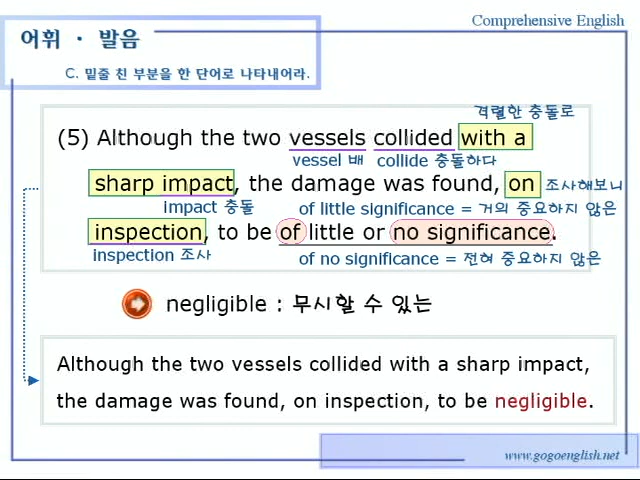 Comprehensive English
어휘 · 발음
C. 밑줄 친 부분을 한 단어로 나타내어라.
격렬한 충돌로
(5) Although the two vessels collided with a
vessel 배 collide 충돌하다
sharp impact, the damage was found, on 조사해보니
impact 충돌 of little significance = 거의 중요하지 않은
inspection, to be of little or no significance.
inspection 조사 of no significance = 전혀 중요하지 않은
negligible : 무시할 수 있는
Although the two vessels collided with a sharp impact,
the damage was found, on inspection, to be negligible.
www.gogoenglish.net